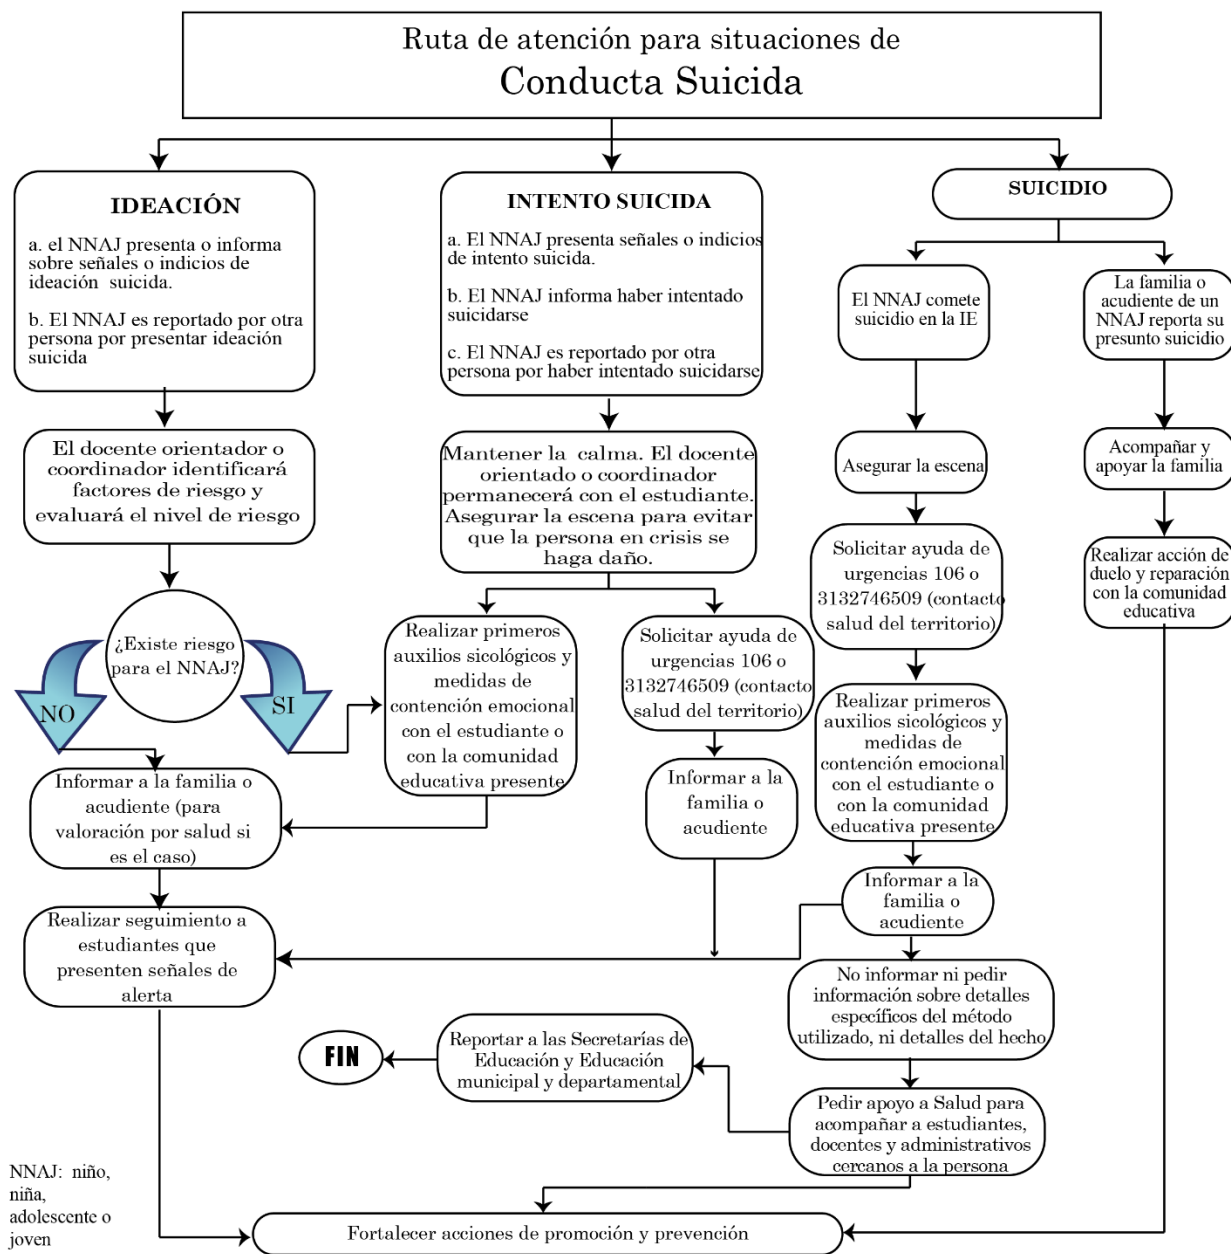 Ruta de atención para situaciones de
Conducta Suicida
IDEACIÓN
a. el NNAJ presenta o informa
sobre señales o indicios de
ideación suicida.
b. El NNAJ es reportado por otra
persona por presentar ideación
suicida
INTENTO SUICIDA
a. El NNAJ presenta señales o indicios
de intento suicida.
b. El NNAJ informa haber intentado
suicidarse
c. El NNAJ es reportado por otra
persona por haber intentado suicidarse
SUICIDIO
El NNAJ comete
suicidio en la IE
La familia o
acudiente de un
NNAJ reporta su
presunto suicidio
El docente orientador o
coordinador identificará
factores de riesgo y
evaluará el nivel de riesgo
Mantener la calma. El docente
orientado o coordinador
permanecerá con el estudiante.
Asegurar la escena para evitar
que la persona en crisis se
haga daño.
Asegurar la escena
Acompañar y
apoyar la familia
¿Existe riesgo
para el NNAJ?
NO
SI
Realizar primeros
auxilios sicológicos y
medidas de
contención emocional
con el estudiante o
con la comunidad
educativa presente
Solicitar ayuda de
urgencias 106 o
3132746509 (contacto
salud del territorio)
Solicitar ayuda de
urgencias 106 o
3132746509 (contacto
salud del territorio)
Realizar acción de
duelo y reparación
con la comunidad
educativa
Informar a la familia o
acudiente (para
valoración por salud si
es el caso)
Informar a la
familia o
acudiente
Realizar primeros
auxilios sicológicos y
medidas de
contención emocional
con el estudiante o
con la comunidad
educativa presente
Informar a la
familia o
acudiente
Realizar seguimiento a
estudiantes que
presenten señales de
alerta
No informar ni pedir
información sobre detalles
específicos del método
utilizado, ni detalles del hecho
FIN
Reportar a las Secretarías de
Educación y Educación
municipal y departamental
Pedir apoyo a Salud para
acompañar a estudiantes,
docentes y administrativos
cercanos a la persona
NNAJ: niño,
niña,
adolescente o
joven
Fortalecer acciones de promoción y prevención